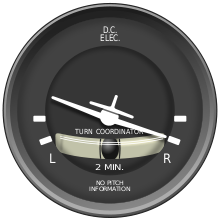 D.C.
ELEC.
TURN COORDINATOR
L
R
2 MIN.
NO PITCH
INFORMATION